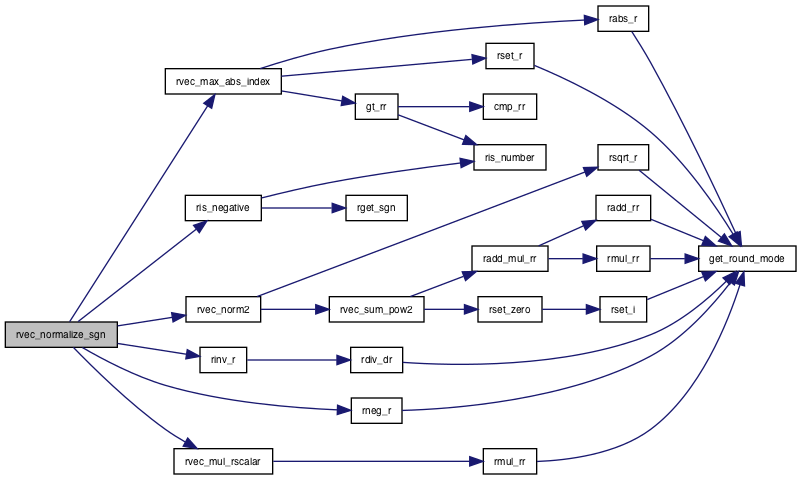 rabs_r
rset_r
rvec_max_abs_index
gt_rr
cmp_rr
ris_number
rsqrt_r
ris_negative
rget_sgn
radd_rr
radd_mul_rr
rmul_rr
get_round_mode
rvec_norm2
rvec_sum_pow2
rset_zero
rset_i
rvec_normalize_sgn
rinv_r
rdiv_dr
rneg_r
rvec_mul_rscalar
rmul_rr